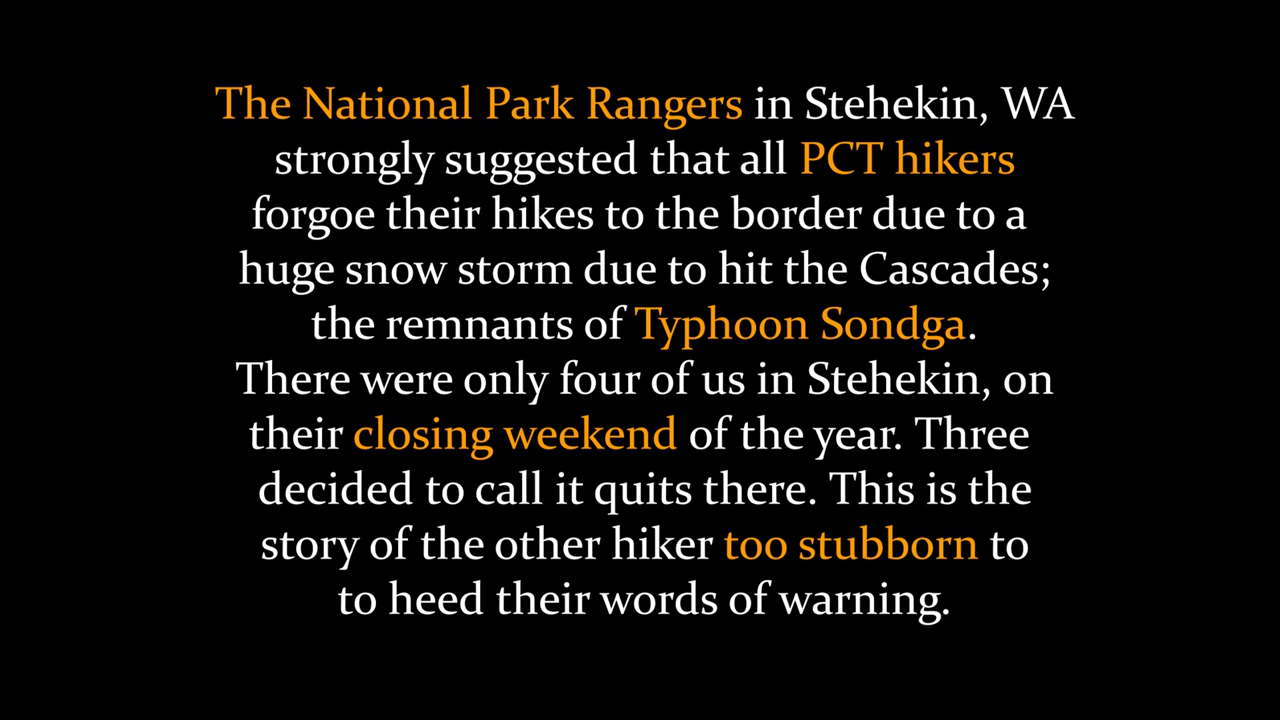 The National Park Rangers in Stehekin, WA
strongly suggested that all PCT hikers
forgoe their hikes to the border due to a
huge snow storm due to hit the Cascades;
the remnants of Typhoon Sondga.
There were only four of us in Stehekin, on
their closing weekend of the year. Three
decided to call it quits there. This is the
story of the other hiker too stubborn to
to heed their words of warning.